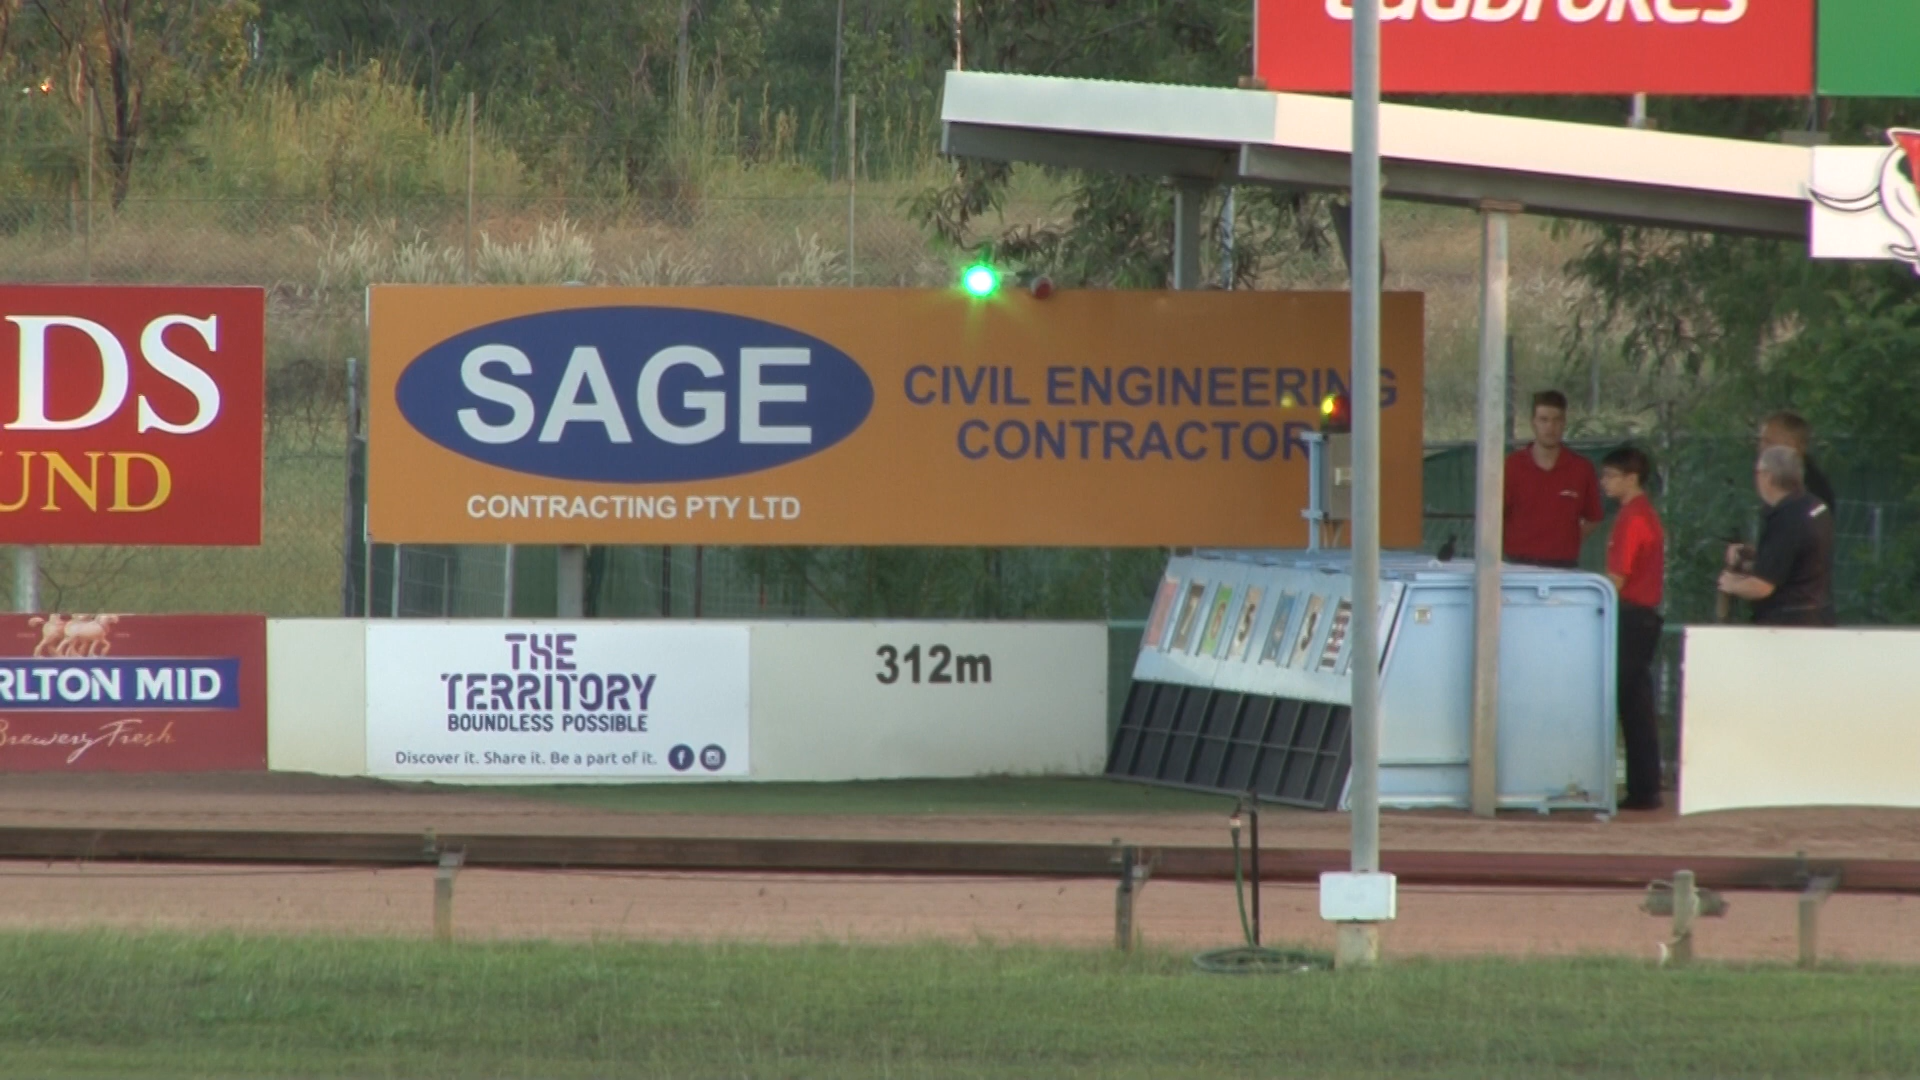 Ladbrokes
DS
UND
SAGE
CONTRACTING PTY LTD
CIVIL ENGINEERING
CONTRACTOR
RLTON MID
Brewery Fresh
THE
TERRITORY
BOUNDLESS POSSIBLE
Discover it. Share it. Be a part of it.
312m